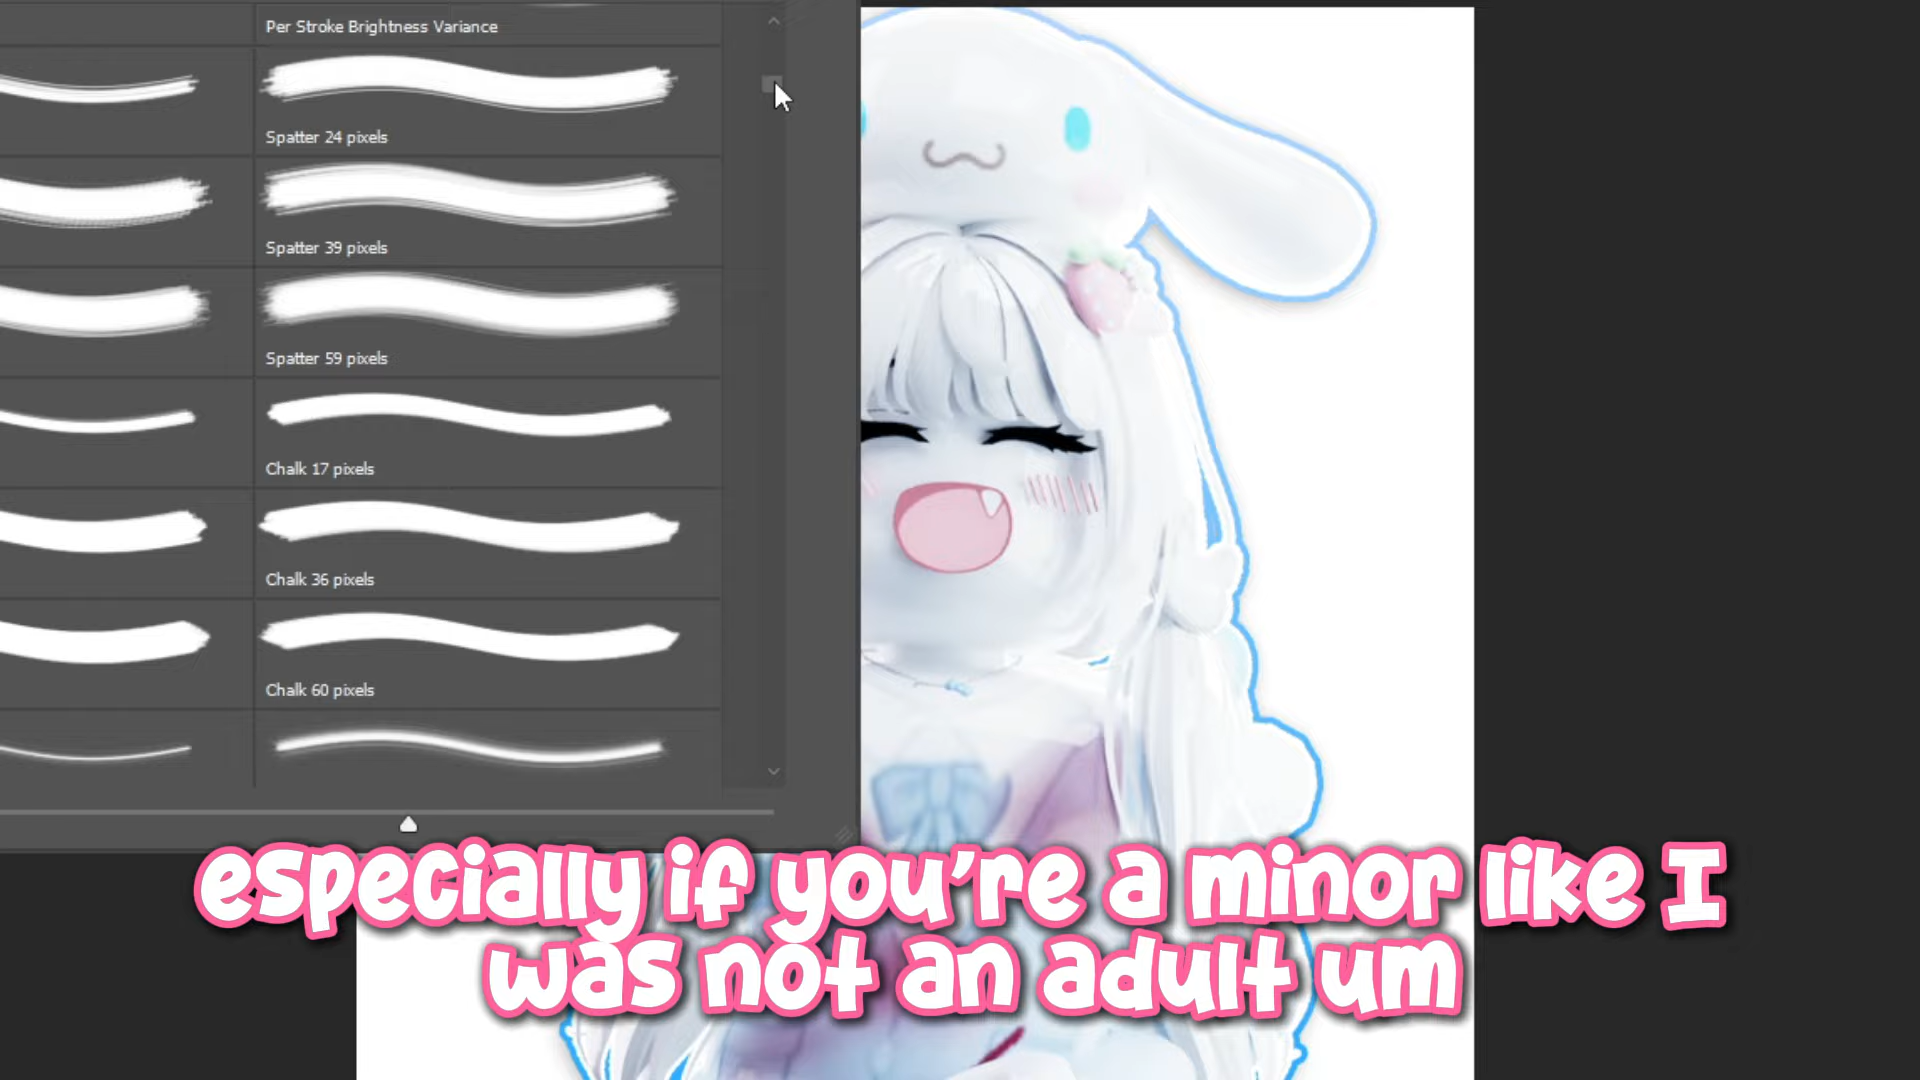 Per Stroke Brightness Variance
Spatter 24 pixels
Spatter 39 pixels
Spatter 59 pixels
Chalk 17 pixels
Chalk 36 pixels
Chalk 60 pixels
especially if you're a minor like I
was not an adult um